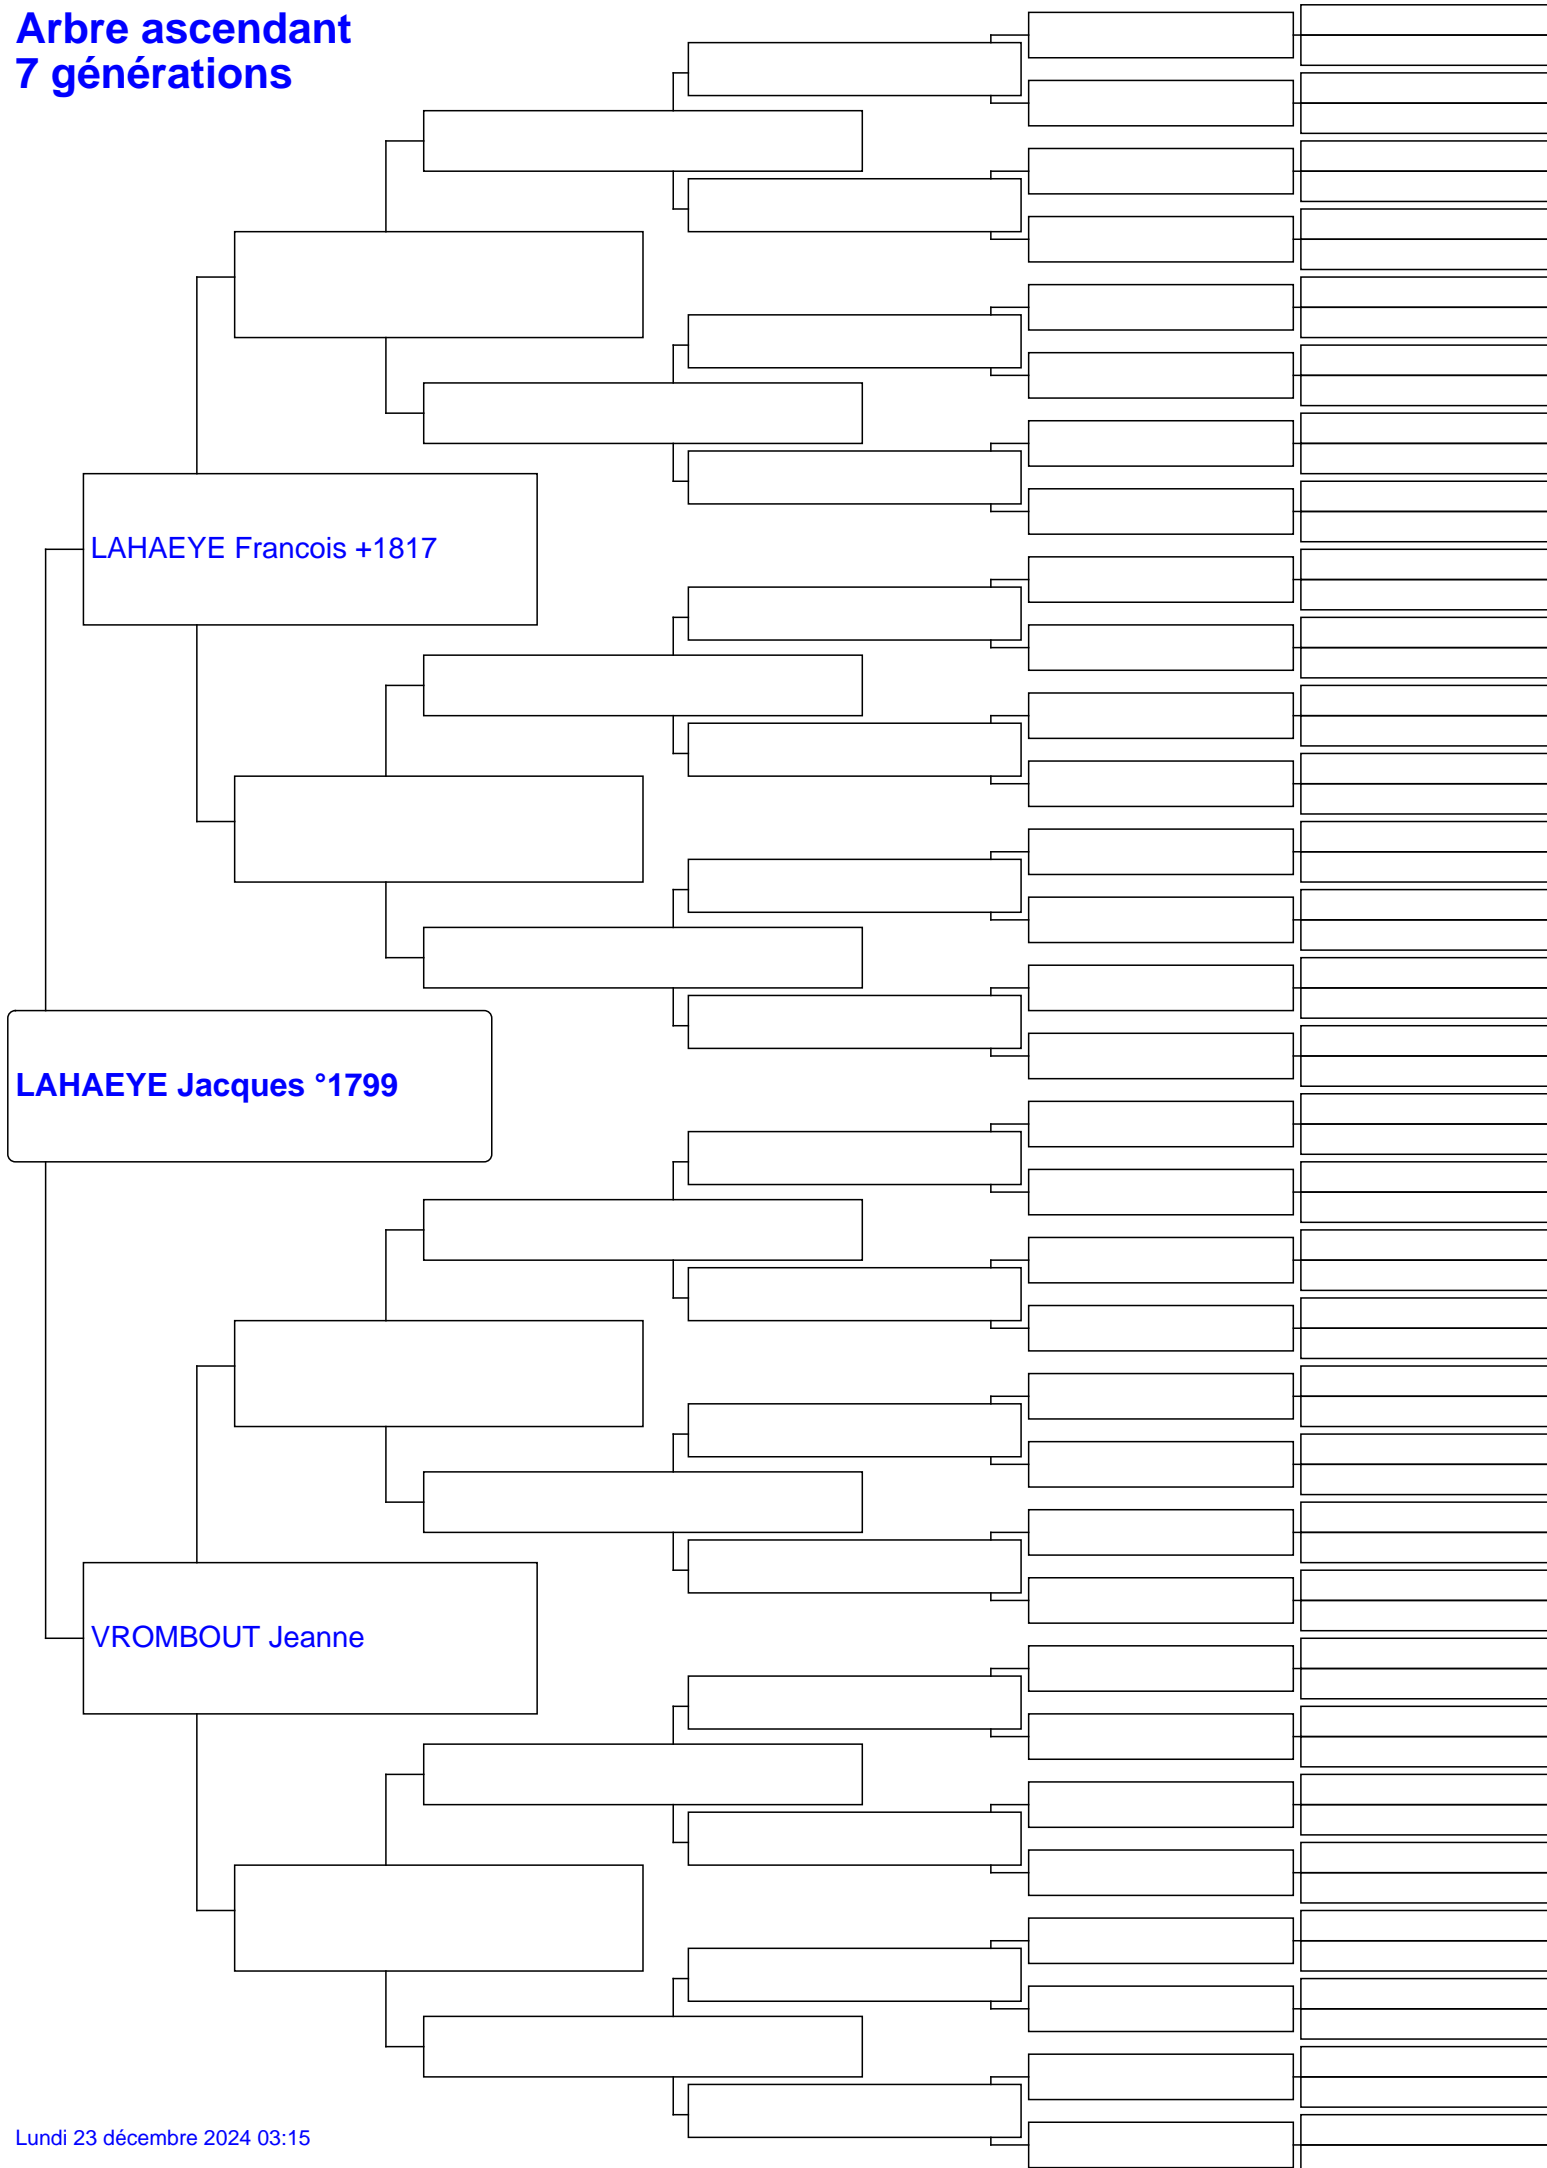 Arbre ascendant
7 générations
LAHAEYE Francois +1817
LAHAEYE Jacques °1799
VROMBOUT Jeanne
Lundi 23 décembre 2024 03:15